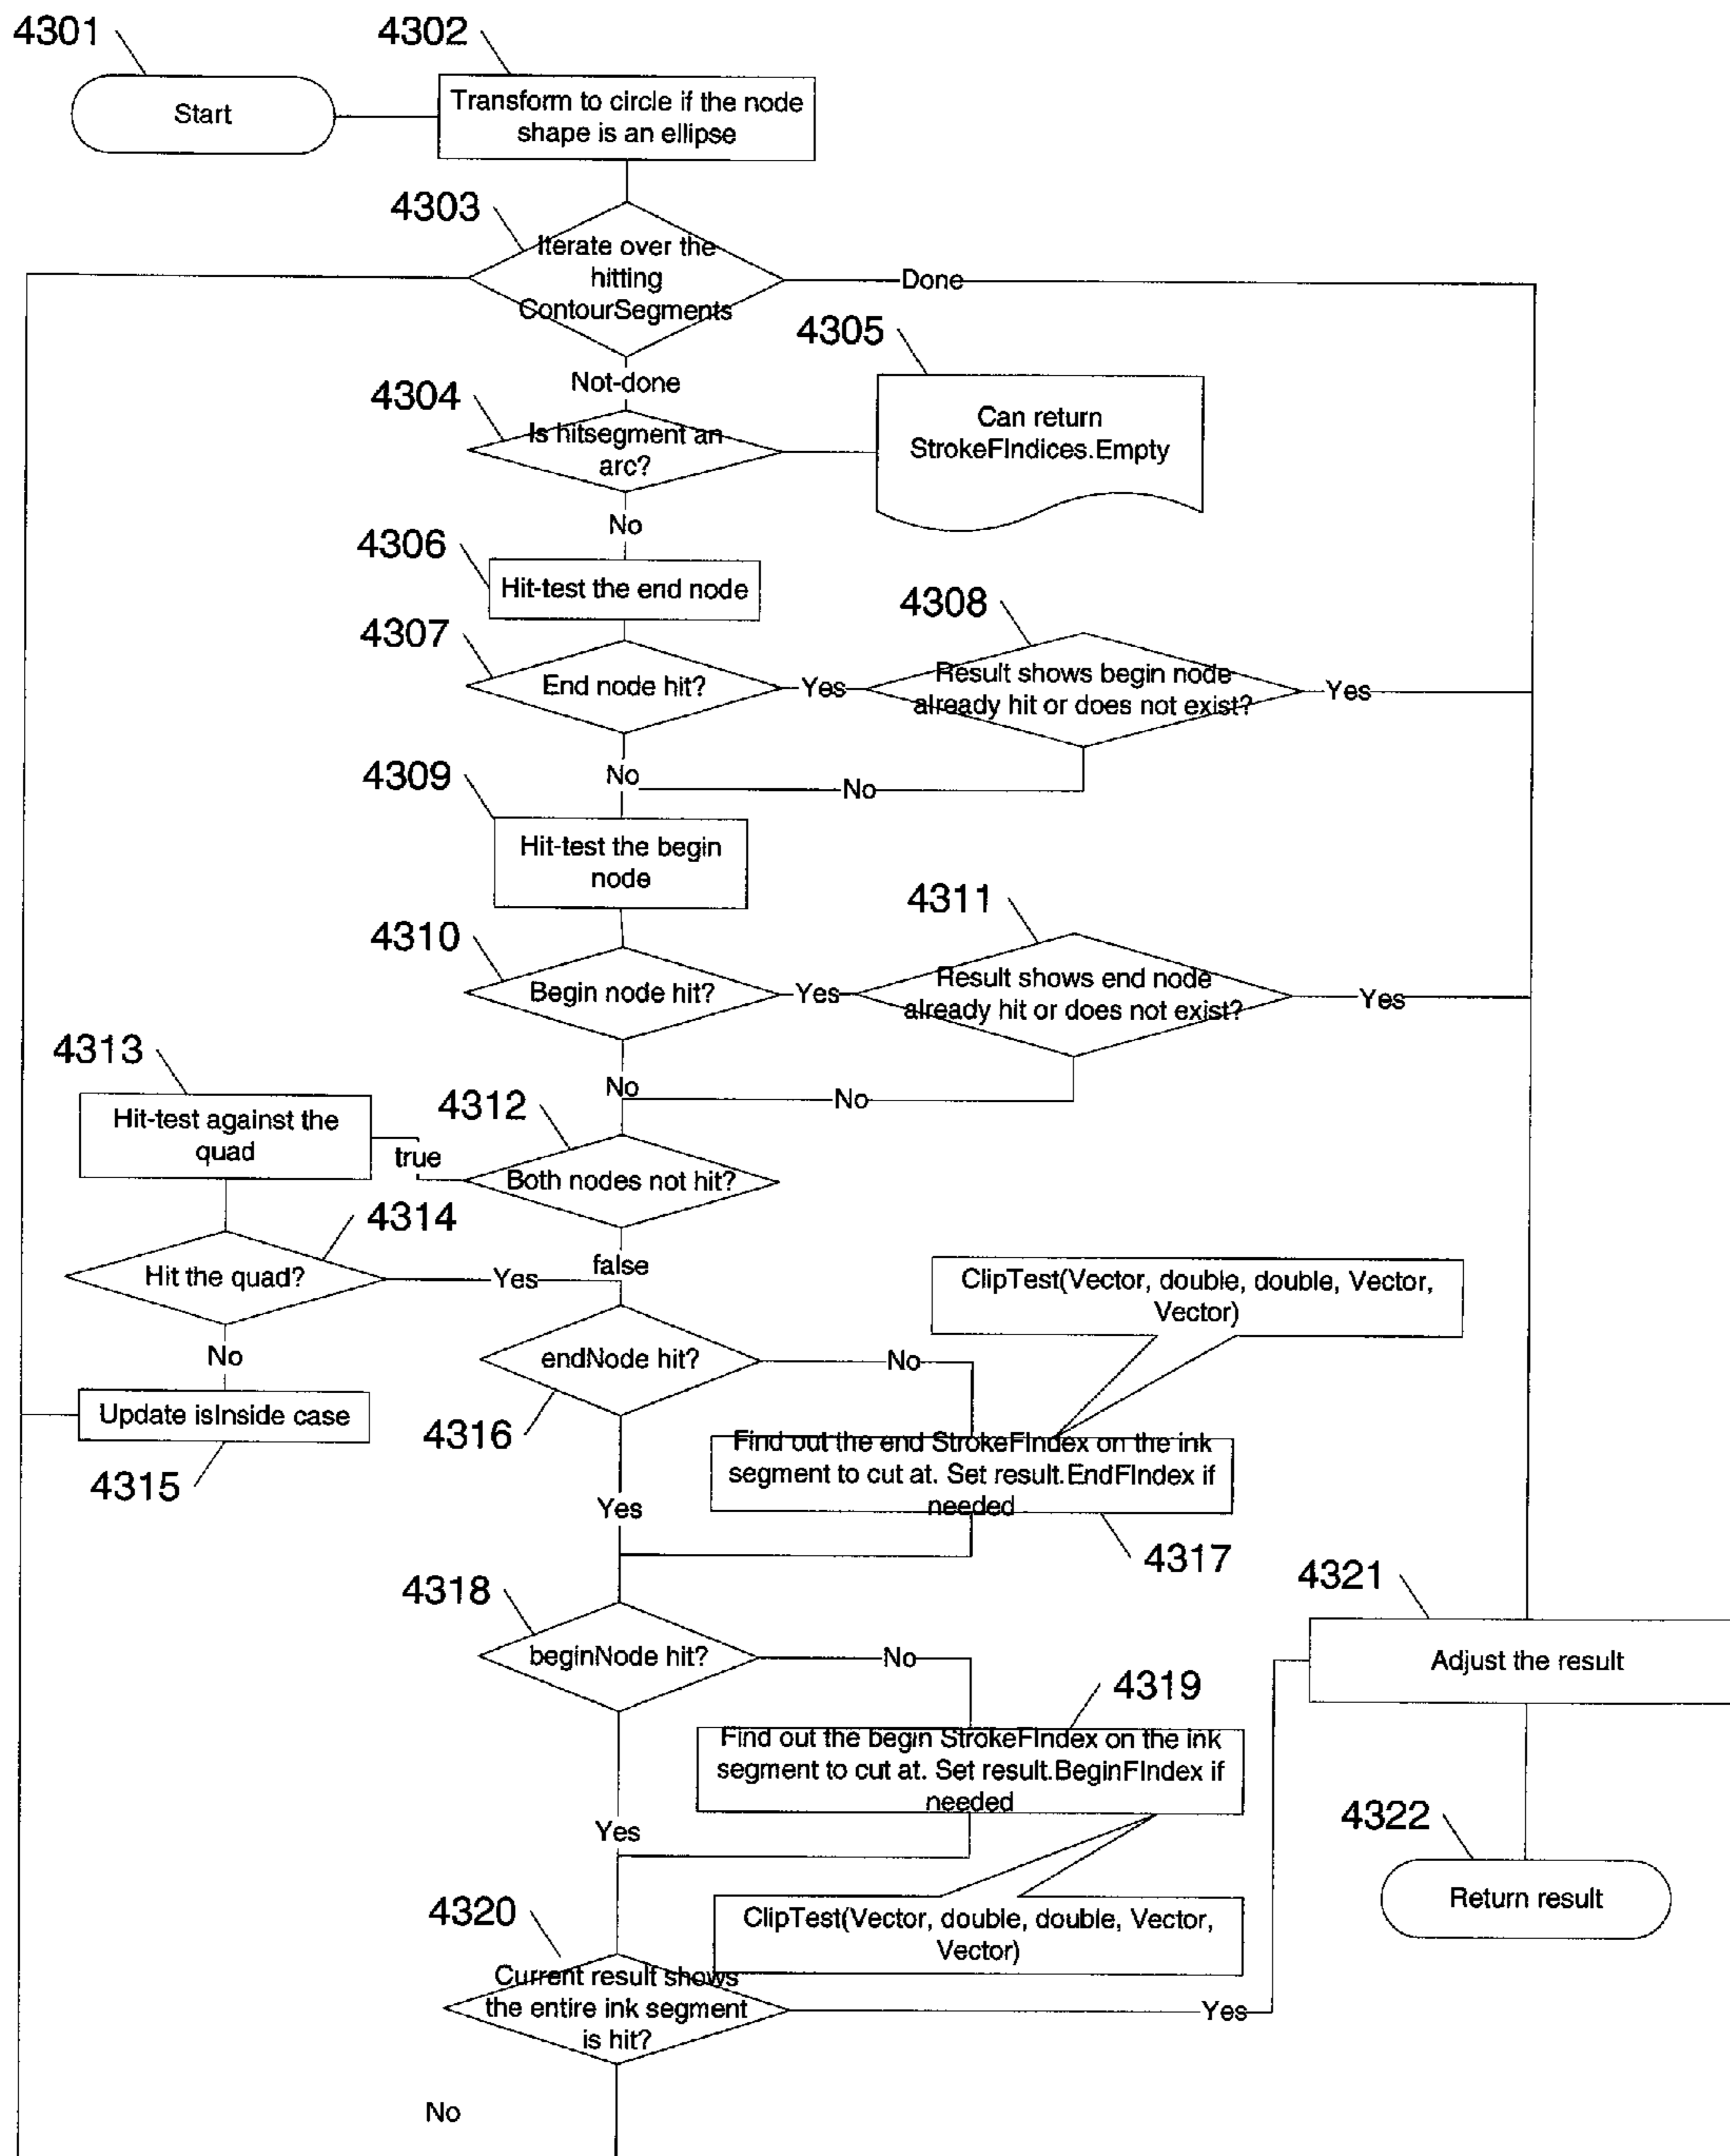 4301
4302
Start
Transform to circle if the node
shape is an ellipse
4303
Iterate over the
hitting
ContourSegments
Done
4305
Not-done
4304
Is hitsegment an
arc?
Can return
StrokeFIndices.Empty
No
4306
Hit-test the end node
4308
4307
End node hit?
Yes
Result shows begin node
already hit or does not exist?
Yes
No
No
4309
Hit-test the begin
node
4311
4310
Begin node hit?
Yes
Result shows end node
already hit or does not exist?
Yes
No
No
4313
Hit-test against the
quad
true
4312
Both nodes not hit?
4314
Hit the quad?
Yes
false
ClipTest(Vector, double, double, Vector,
Vector)
No
endNode hit?
No
Update isInside case
4315
4316
Find out the end StrokeFIndex on the ink
segment to cut at. Set result.EndFIndex if
needed
Yes
4317
4318
4321
beginNode hit?
No
Adjust the result
4319
Find out the begin StrokeFIndex on the ink
segment to cut at. Set result.BeginFIndex if
needed
Yes
4322
Return result
4320
ClipTest(Vector, double, double, Vector,
Vector)
Current result shows
the entire ink segment
is hit?
Yes
No